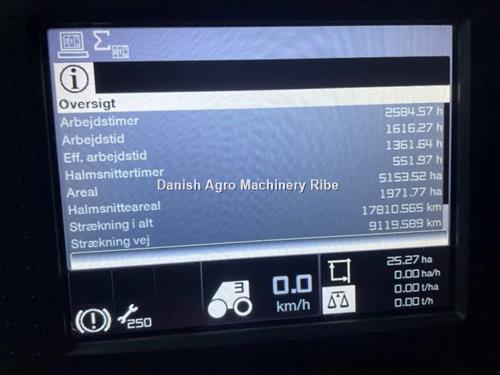 Oversigt
Arbejdstimer 2584.57 h
Arbejdstid 1616.27 h
Eff. arbejdstid 1361.64 h
Halmsnittertimer 551.97 h
Areal 5153.52 ha
Halmsnitteareal 1971.77 ha
Strækning i alt 17810.565 km
Strækning vej 9119.589 km
Danish Agro Machinery Ribe
250
3
0.0
km/h
25.27 ha
0.00 ha/h
0.00 t/ha
0.00 t/h